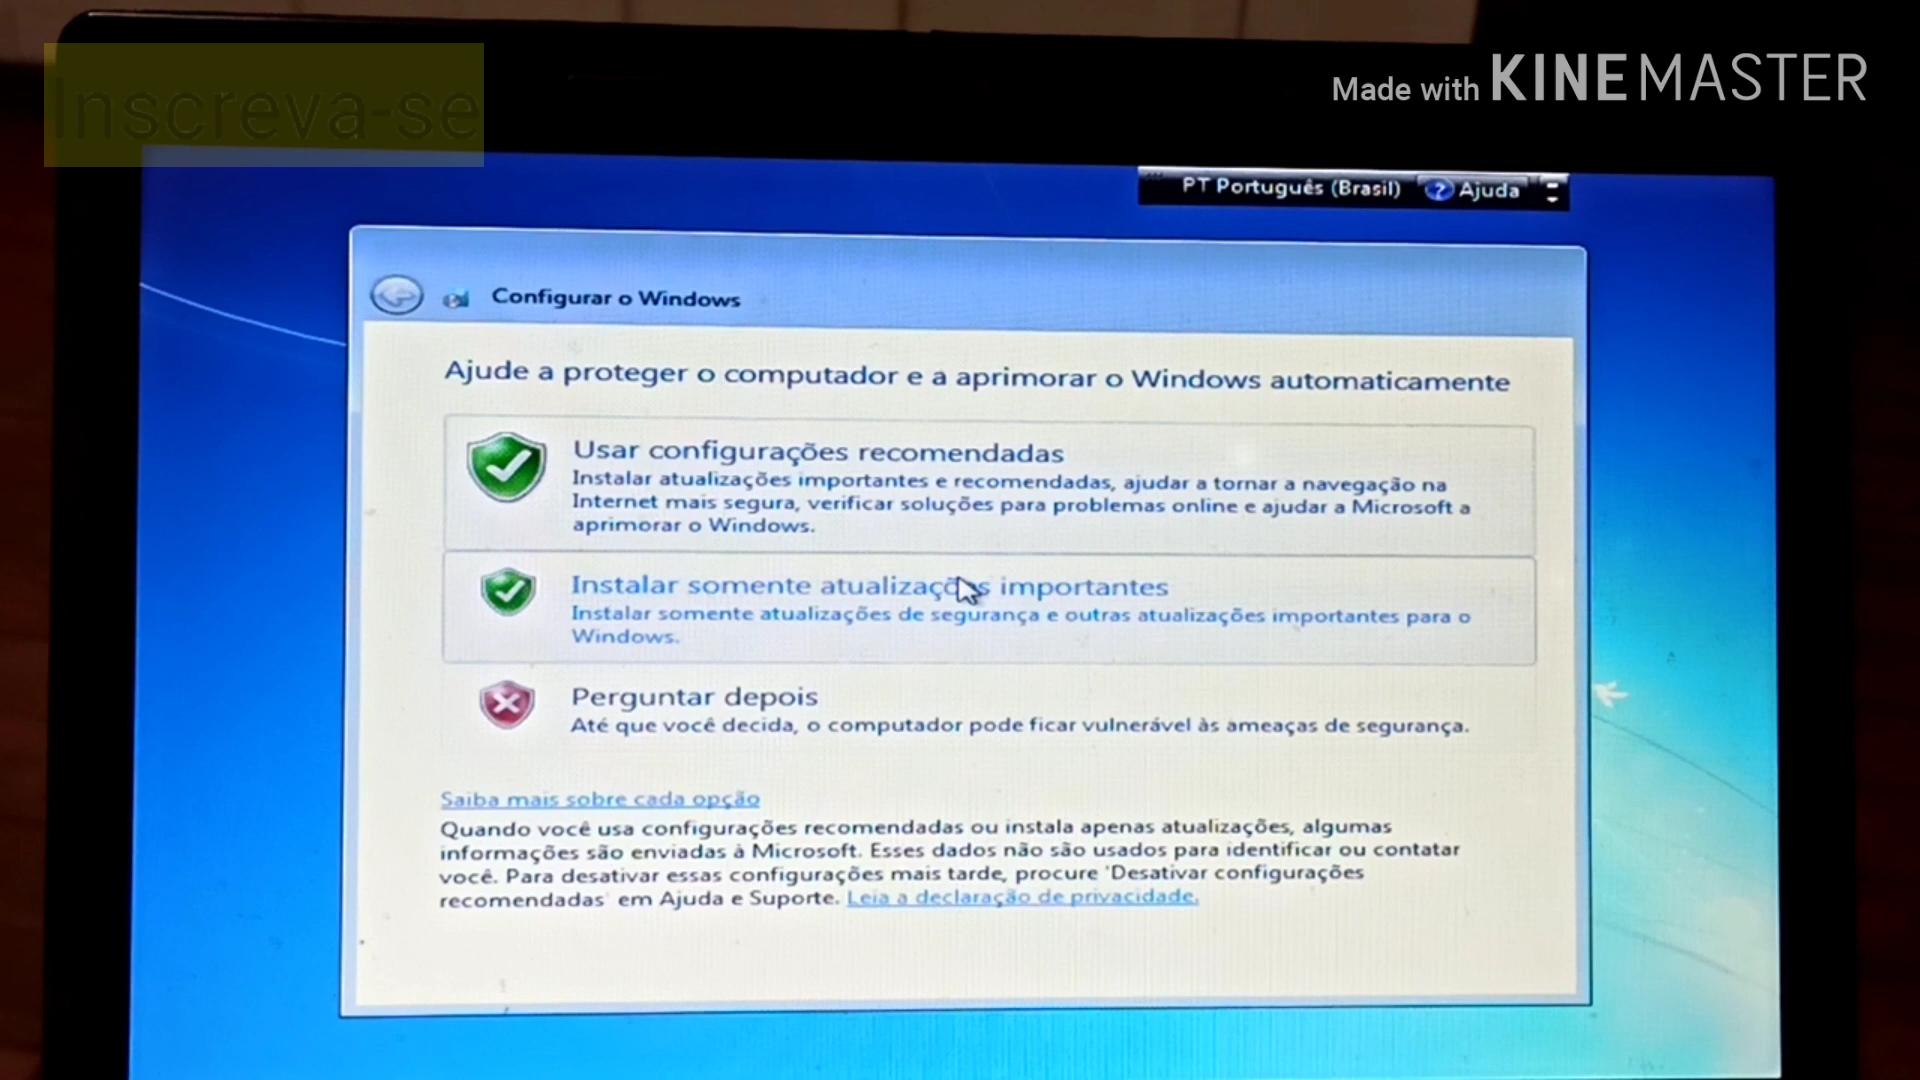 Inscreva-se
Made with KINEMASTER
PT Português (Brasil) ? Ajuda
Configurar o Windows
Ajude a proteger o computador e a aprimorar o Windows automaticamente
Usar configurações recomendadas
Instalar atualizações importantes e recomendadas, ajudar a tornar a navegação na
Internet mais segura, verificar soluções para problemas online e ajudar a Microsoft a
aprimorar o Windows.
Instalar somente atualizações importantes
Instalar somente atualizações de segurança e outras atualizações importantes para o
Windows.
Perguntar depois
Até que você decida, o computador pode ficar vulnerável às ameaças de segurança.
Saiba mais sobre cada opção
Quando você usa configurações recomendadas ou instala apenas atualizações, algumas
informações são enviadas à Microsoft. Esses dados não são usados para identificar ou contatar
você. Para desativar essas configurações mais tarde, procure 'Desativar configurações
recomendadas' em Ajuda e Suporte. Leia a declaração de privacidade.